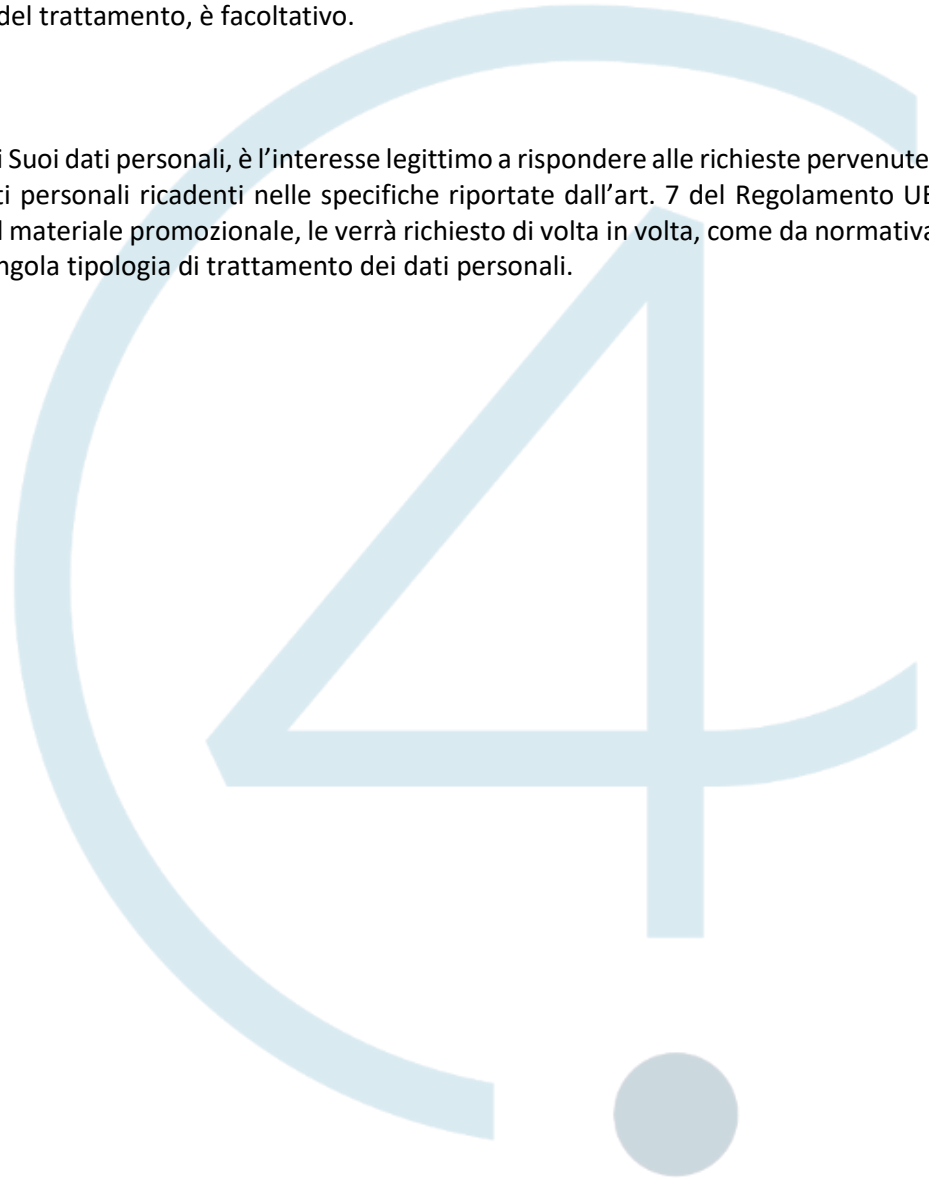 del trattamento, è facoltativo.
i Suoi dati personali, è l’interesse legittimo a rispondere alle richieste pervenute
ti personali ricadenti nelle specifiche riportate dall’art. 7 del Regolamento UE
l materiale promozionale, le verrà richiesto di volta in volta, come da normativa
ngola tipologia di trattamento dei dati personali.
4